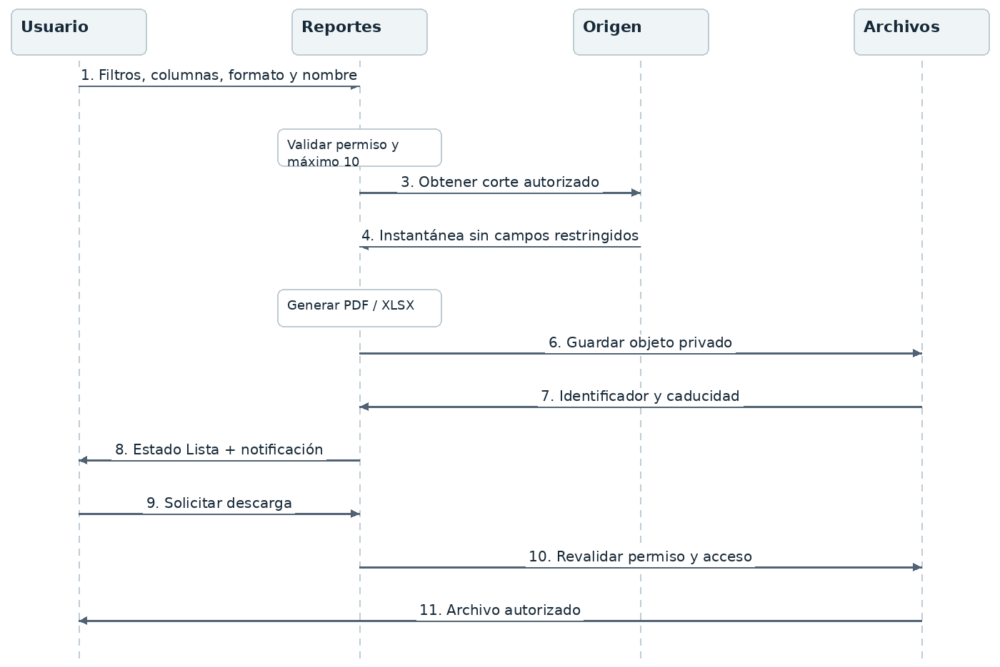 Usuario
Reportes
Origen
Archivos
1. Filtros, columnas, formato y nombre
Validar permiso y
máximo 10
3. Obtener corte autorizado
4. Instantánea sin campos restringidos
Generar PDF / XLSX
6. Guardar objeto privado
7. Identificador y caducidad
8. Estado Lista + notificación
9. Solicitar descarga
10. Revalidar permiso y acceso
11. Archivo autorizado